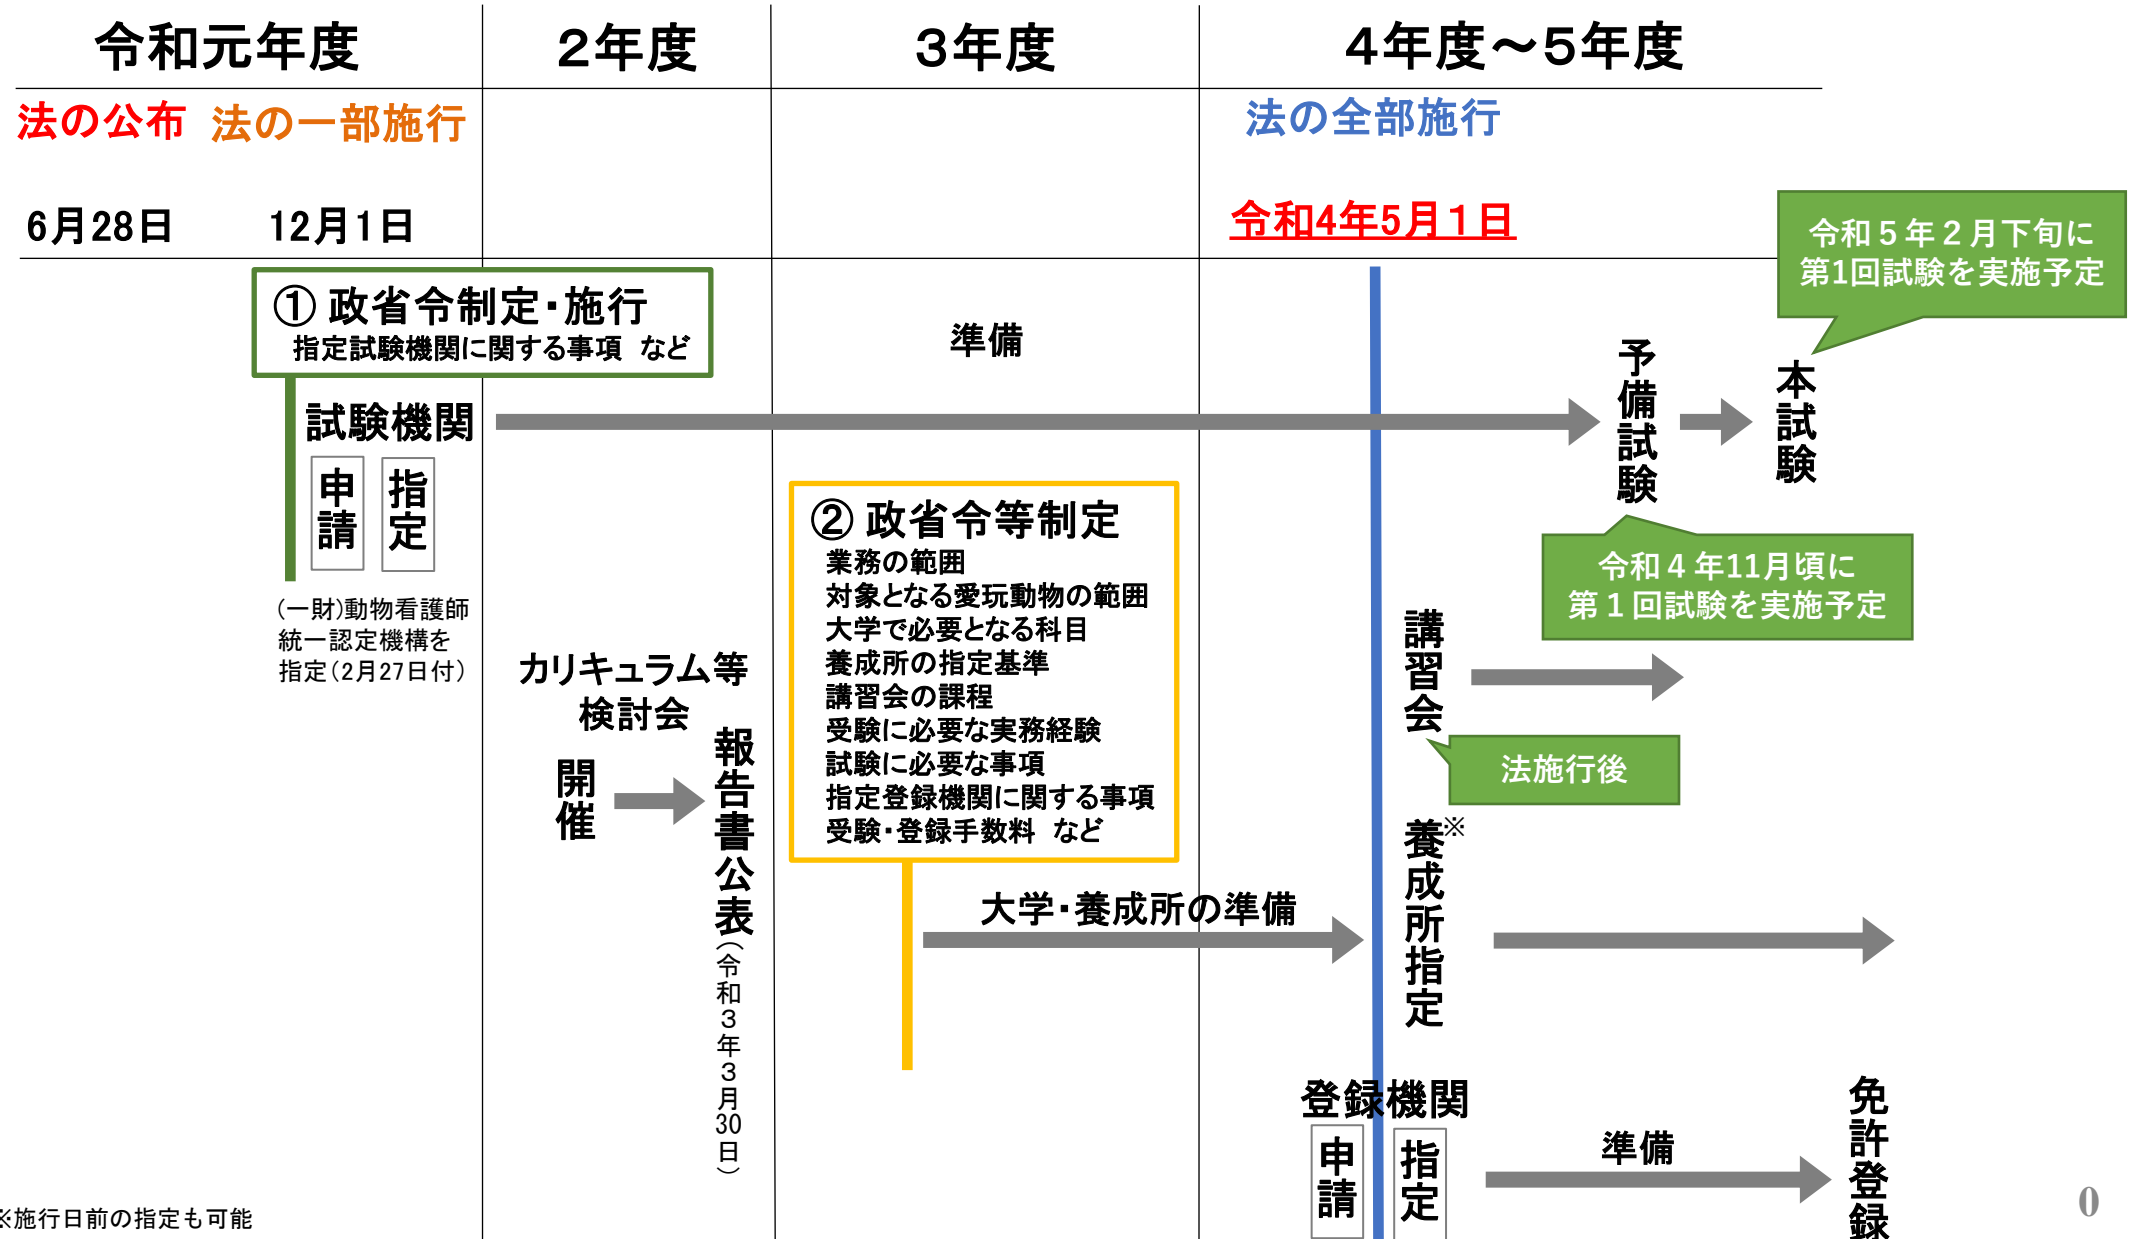 令和元年度
2年度
3年度
4年度～5年度
法の公布
法の一部施行
法の全部施行
6月28日
12月1日
令和4年5月1日
令和５年２月下旬に
第1回試験を実施予定
① 政省令制定・施行
指定試験機関に関する事項 など
準備
試験機関
申請
指定
予備試験
本試験
(一財)動物看護師
統一認定機構を
指定(2月27日付)
② 政省令等制定
業務の範囲
対象となる愛玩動物の範囲
大学で必要となる科目
養成所の指定基準
講習会の課程
受験に必要な実務経験
試験に必要な事項
指定登録機関に関する事項
受験・登録手数料 など
令和４年11月頃に
第１回試験を実施予定
カリキュラム等
検討会
開催
報告書公表(令和3年3月30日)
講習会
法施行後
養成所指定※
大学・養成所の準備
登録機関
申請
指定
準備
免許登録
※施行日前の指定も可能
0